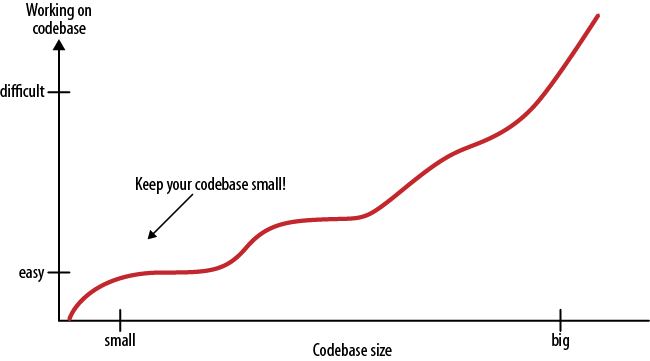 Working on
codebase
difficult
Keep your codebase small!
easy
small
big
Codebase size